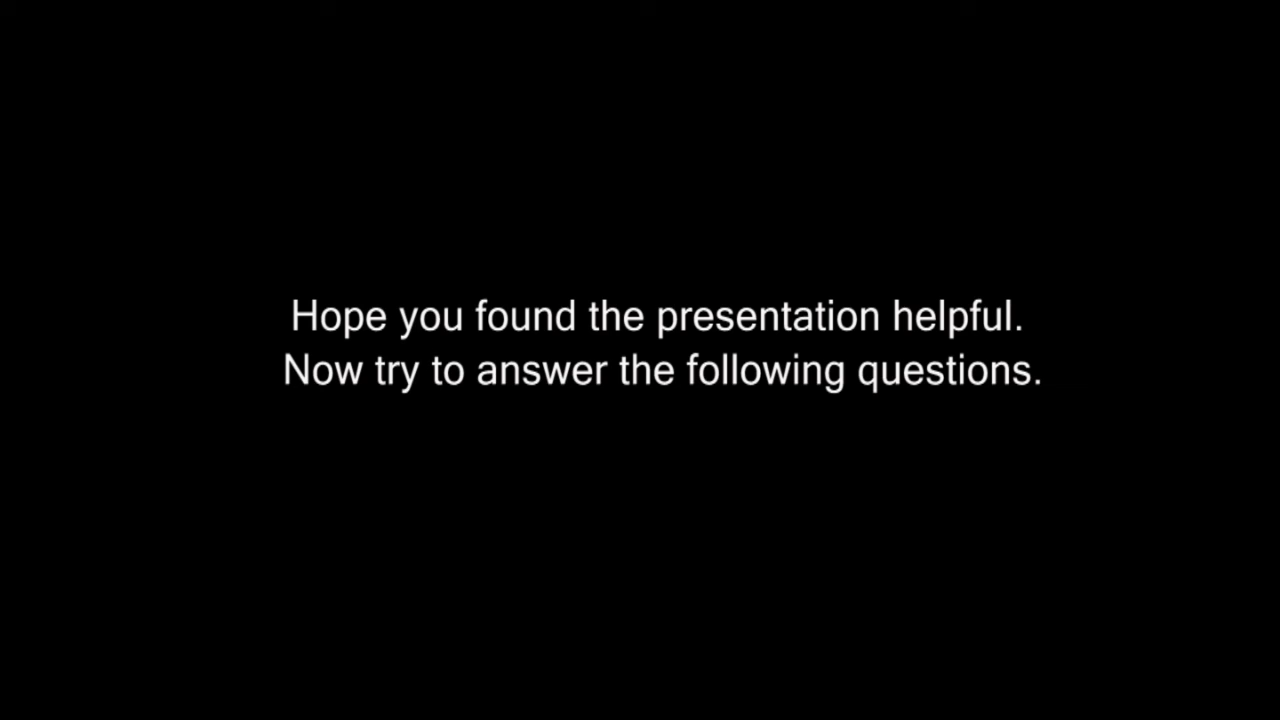 Hope you found the presentation helpful.
Now try to answer the following questions.